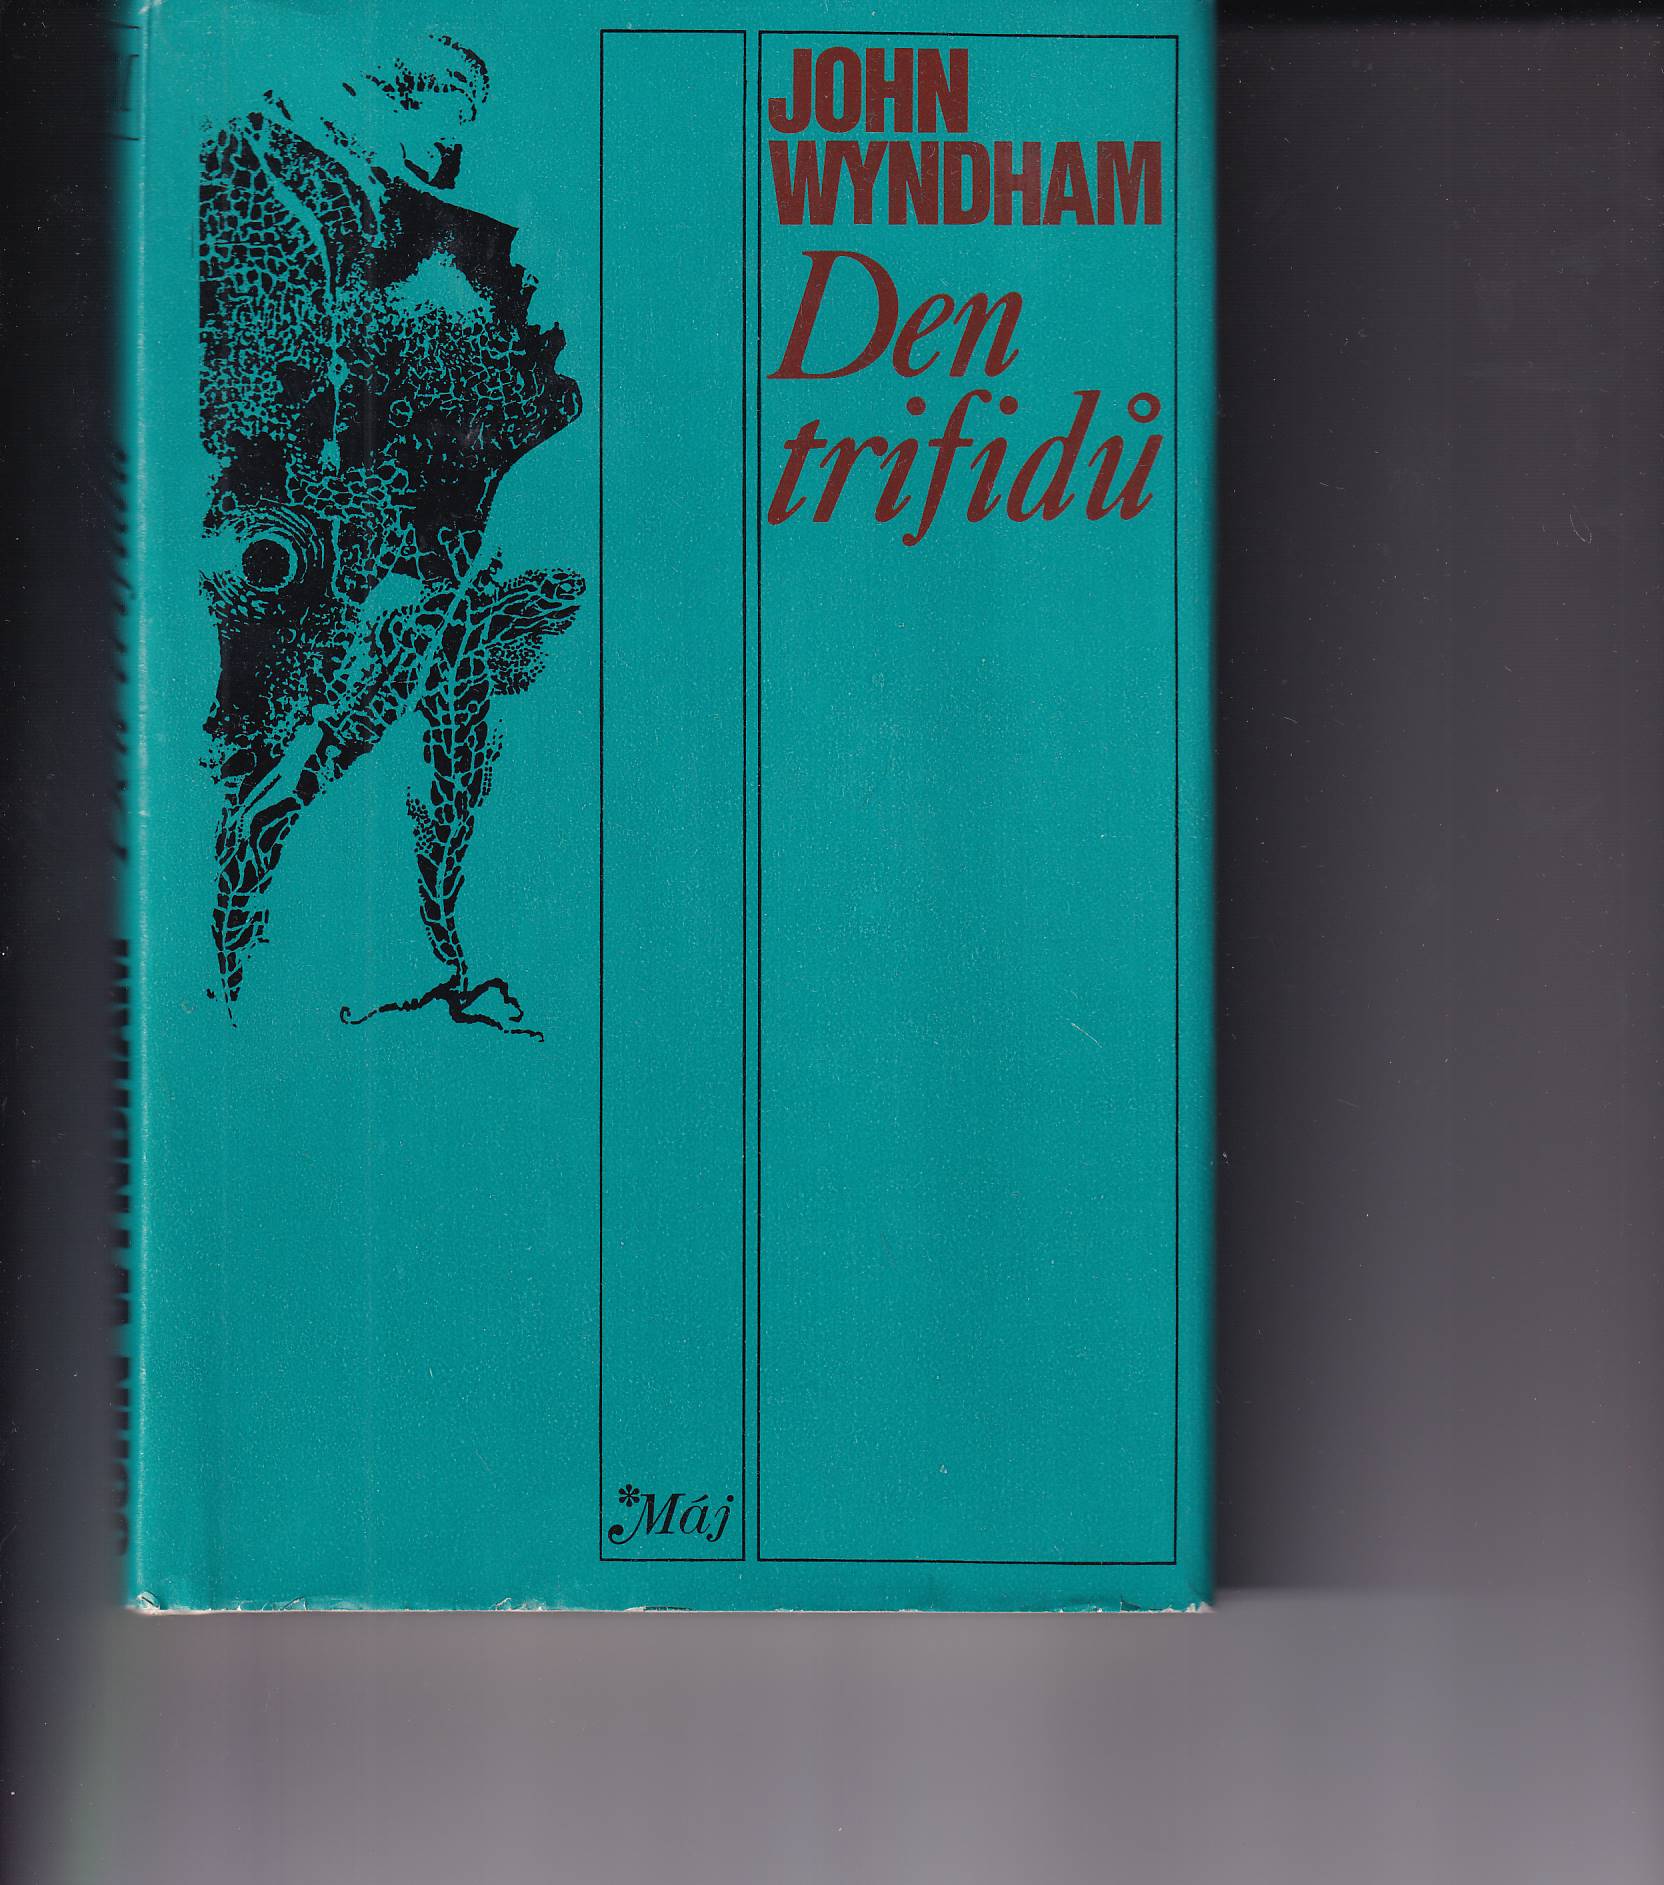 JOHN
WYNDHAM
Den
trifidů
*Máj